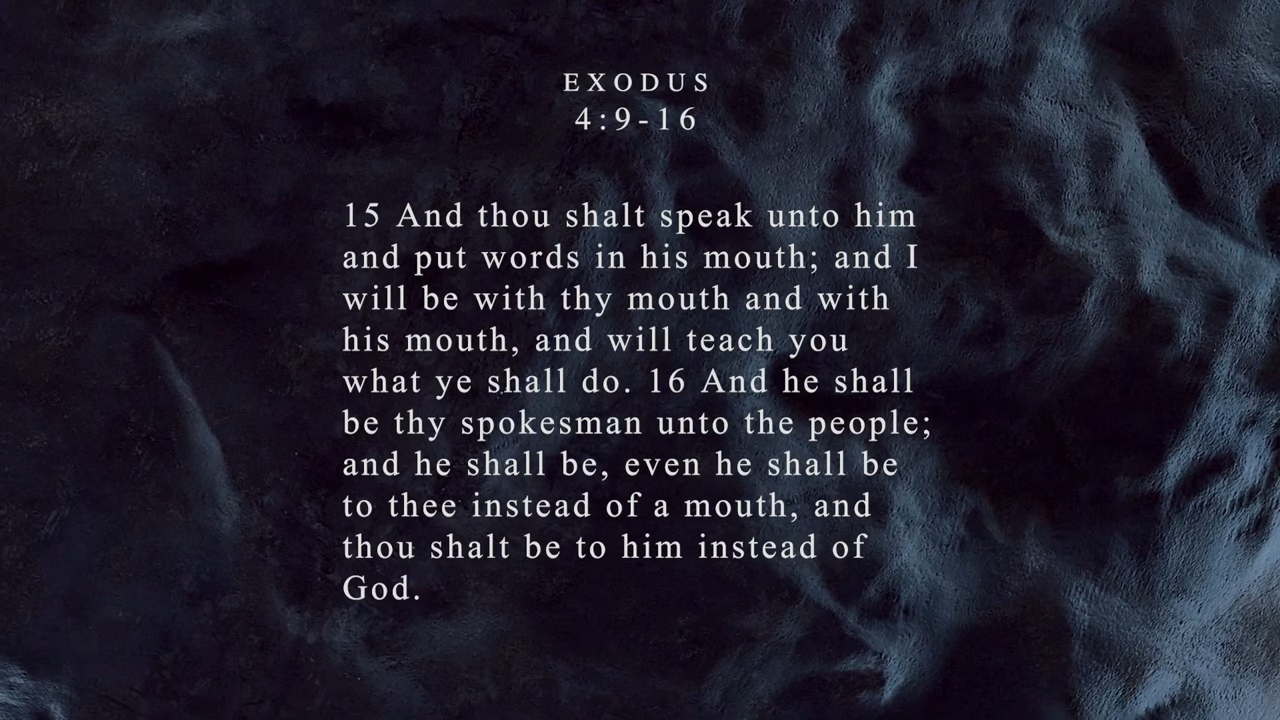 EXODUS
4:9-16
15 And thou shalt speak unto him
and put words in his mouth; and I
will be with thy mouth and with
his mouth, and will teach you
what ye shall do. 16 And he shall
be thy spokesman unto the people;
and he shall be, even he shall be
to thee instead of a mouth, and
thou shalt be to him instead of
God.